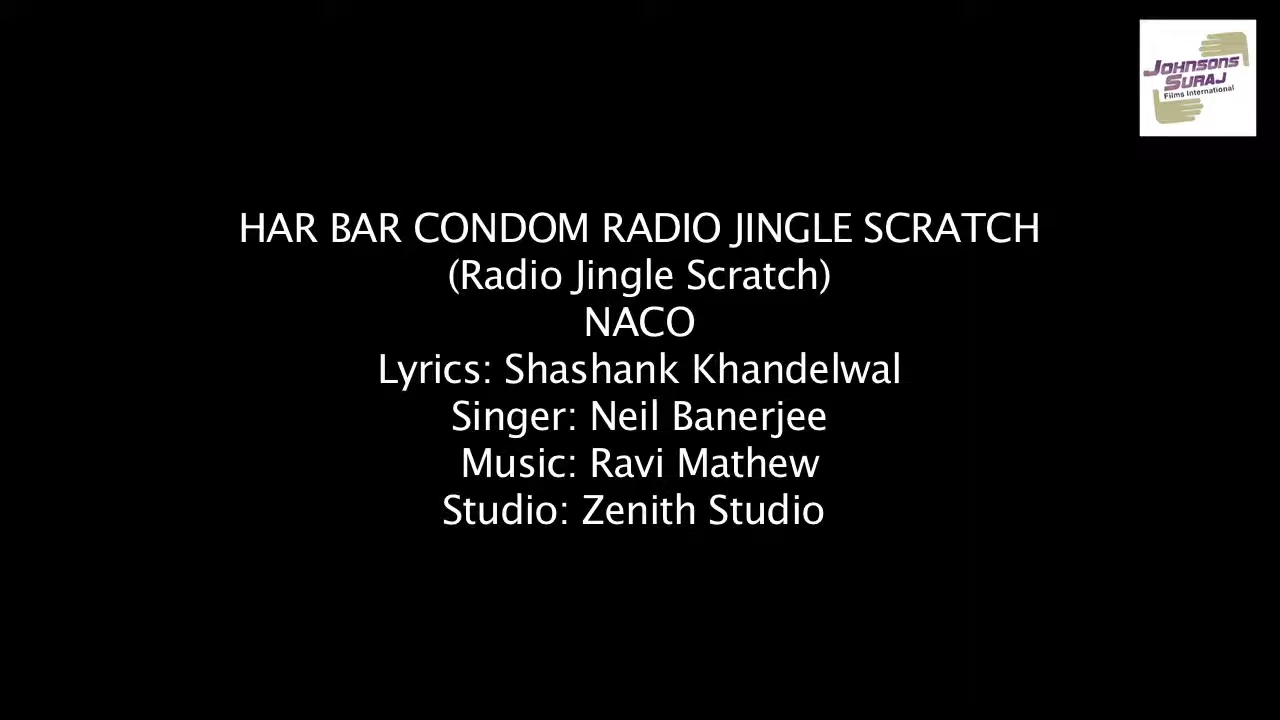 JOHNSONS
SURAJ
Films International
HAR BAR CONDOM RADIO JINGLE SCRATCH
(Radio Jingle Scratch)
NACO
Lyrics: Shashank Khandelwal
Singer: Neil Banerjee
Music: Ravi Mathew
Studio: Zenith Studio